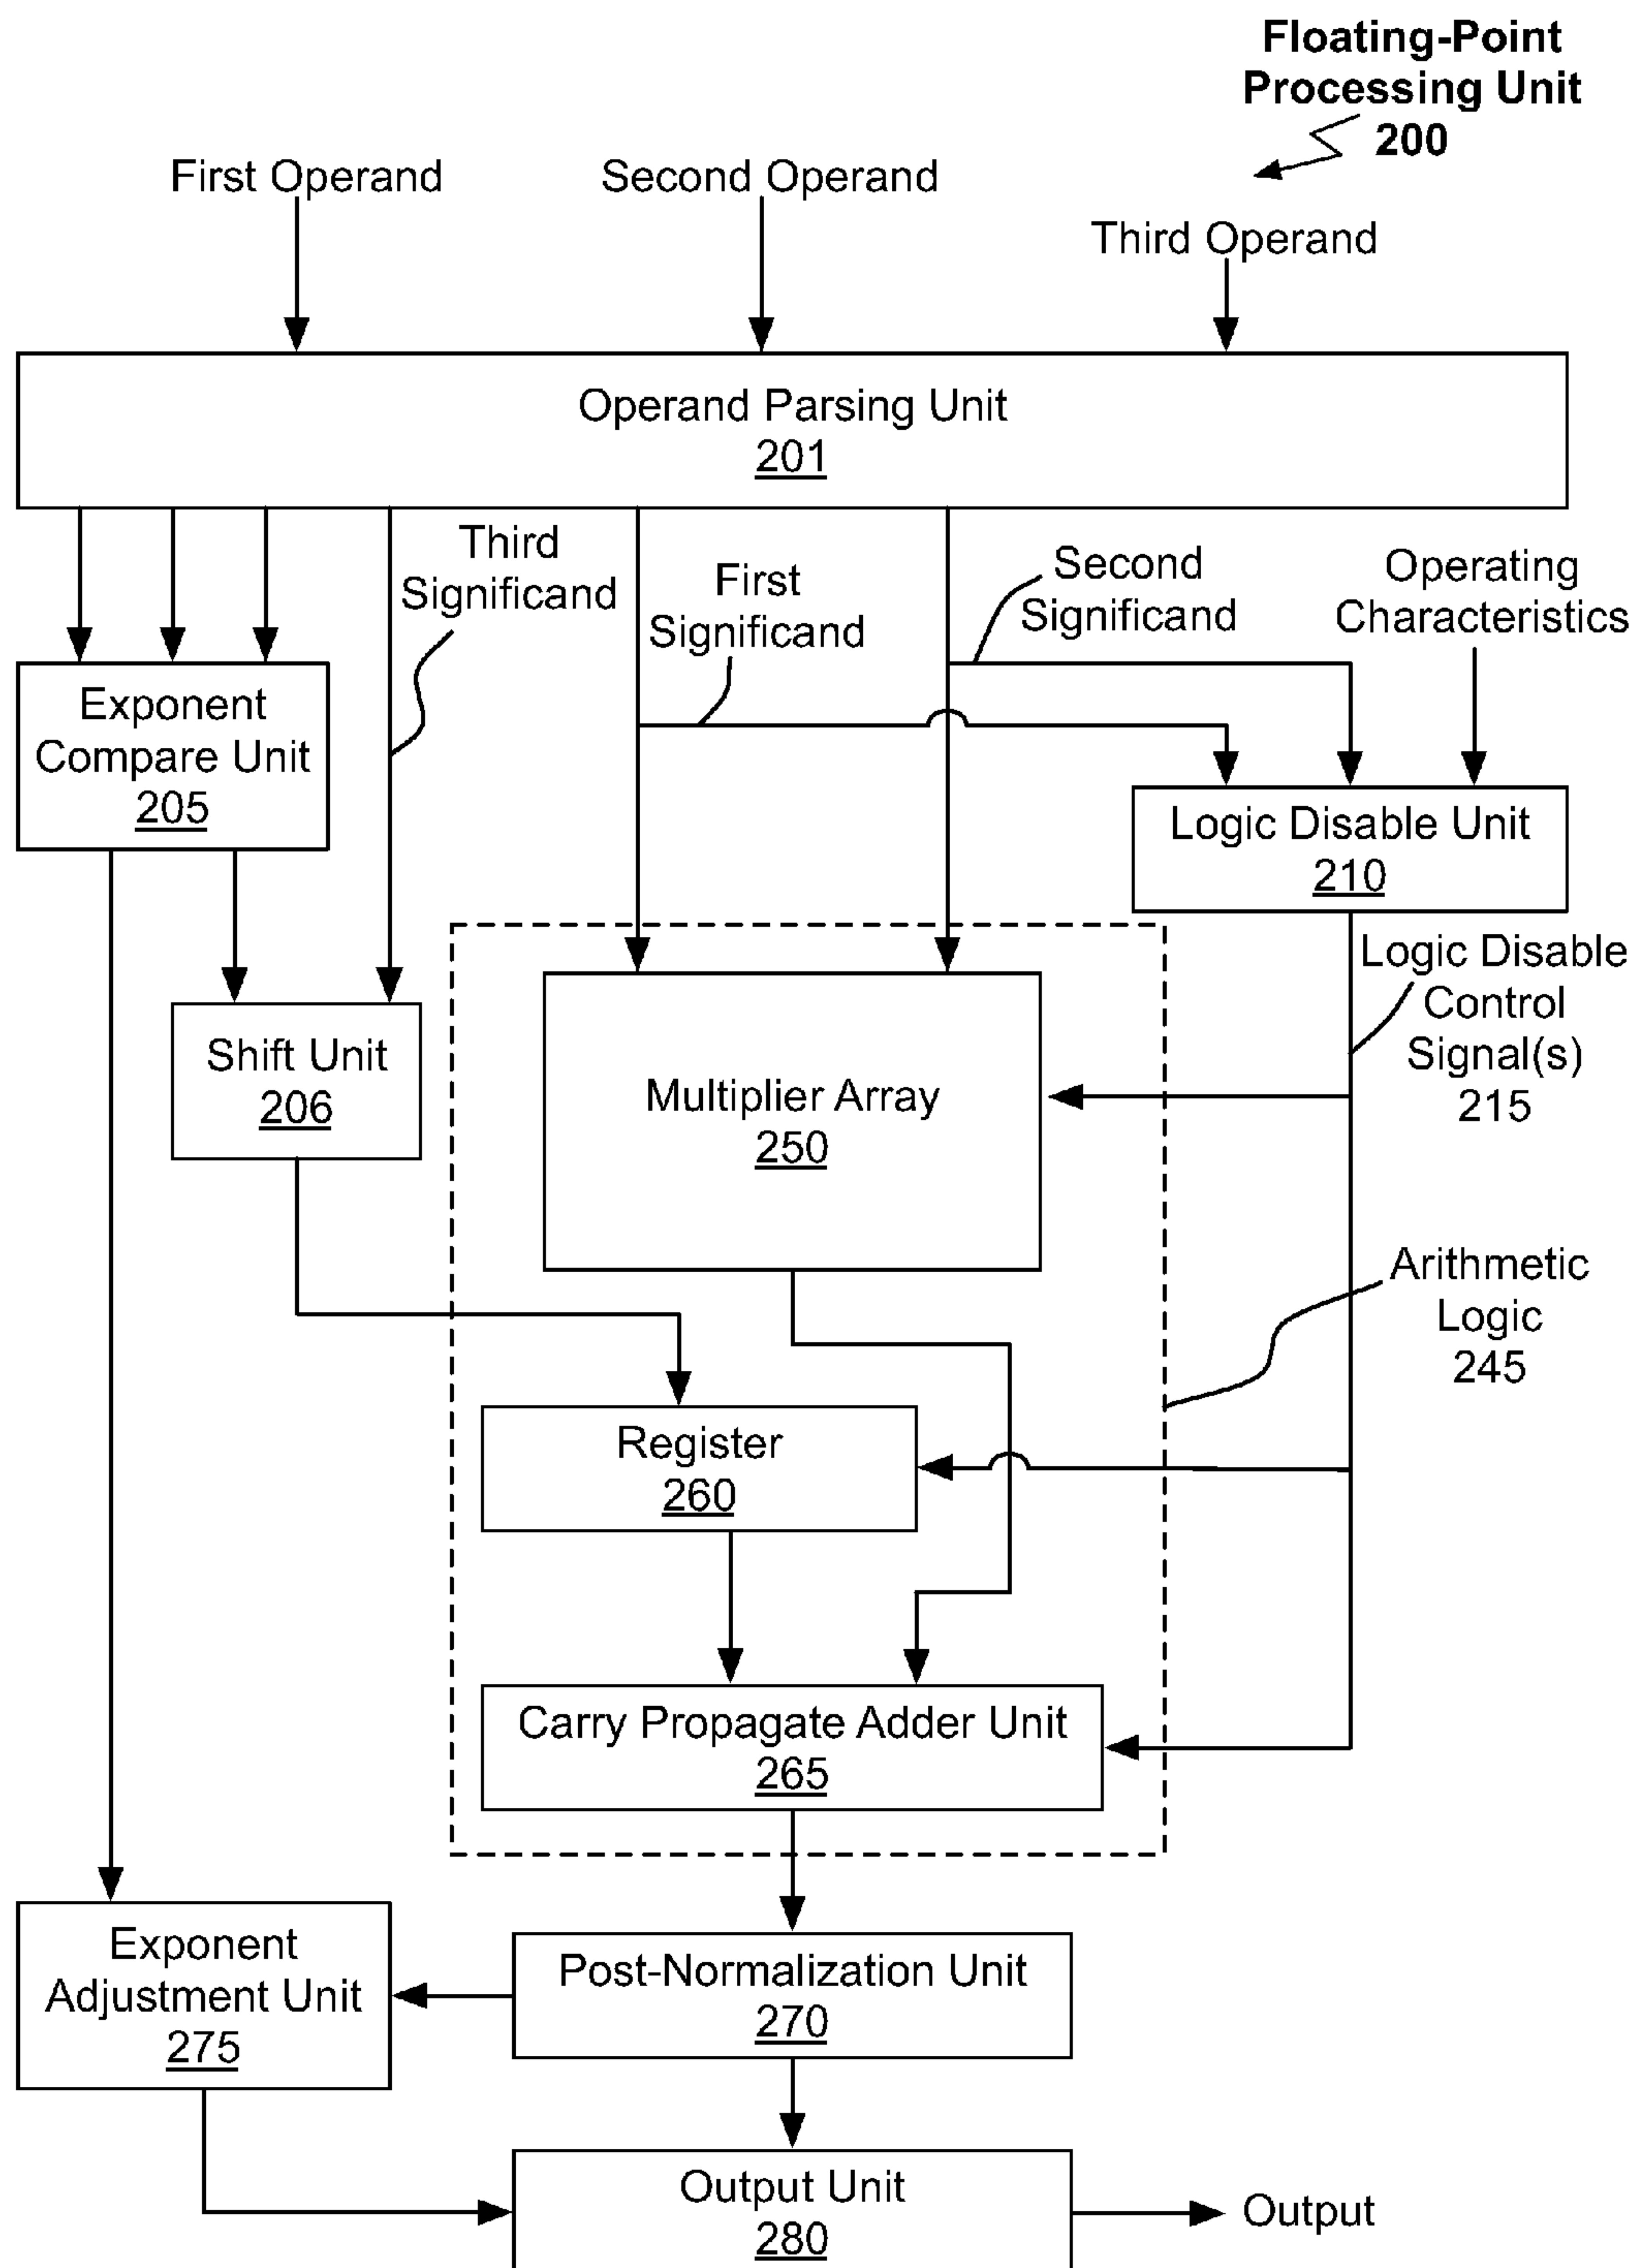 Floating-Point
Processing Unit
200
First Operand
Second Operand
Third Operand
Operand Parsing Unit
201
Third
Significand
First
Significand
Second
Significand
Operating
Characteristics
Exponent
Compare Unit
205
Logic Disable Unit
210
Logic Disable
Control
Signal(s)
215
Shift Unit
206
Multiplier Array
250
Arithmetic
Logic
245
Register
260
Carry Propagate Adder Unit
265
Exponent
Adjustment Unit
275
Post-Normalization Unit
270
Output Unit
280
Output